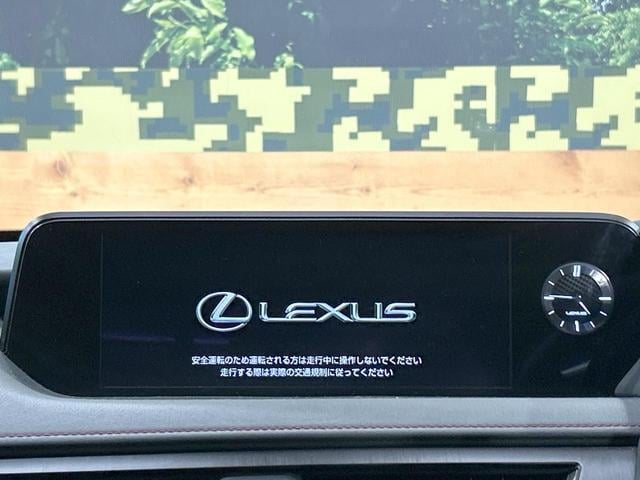 LEXUS
安全運転のため運転される方は走行中に操作しないでください
走行する際は実際の交通規制に従ってください
LEXUS